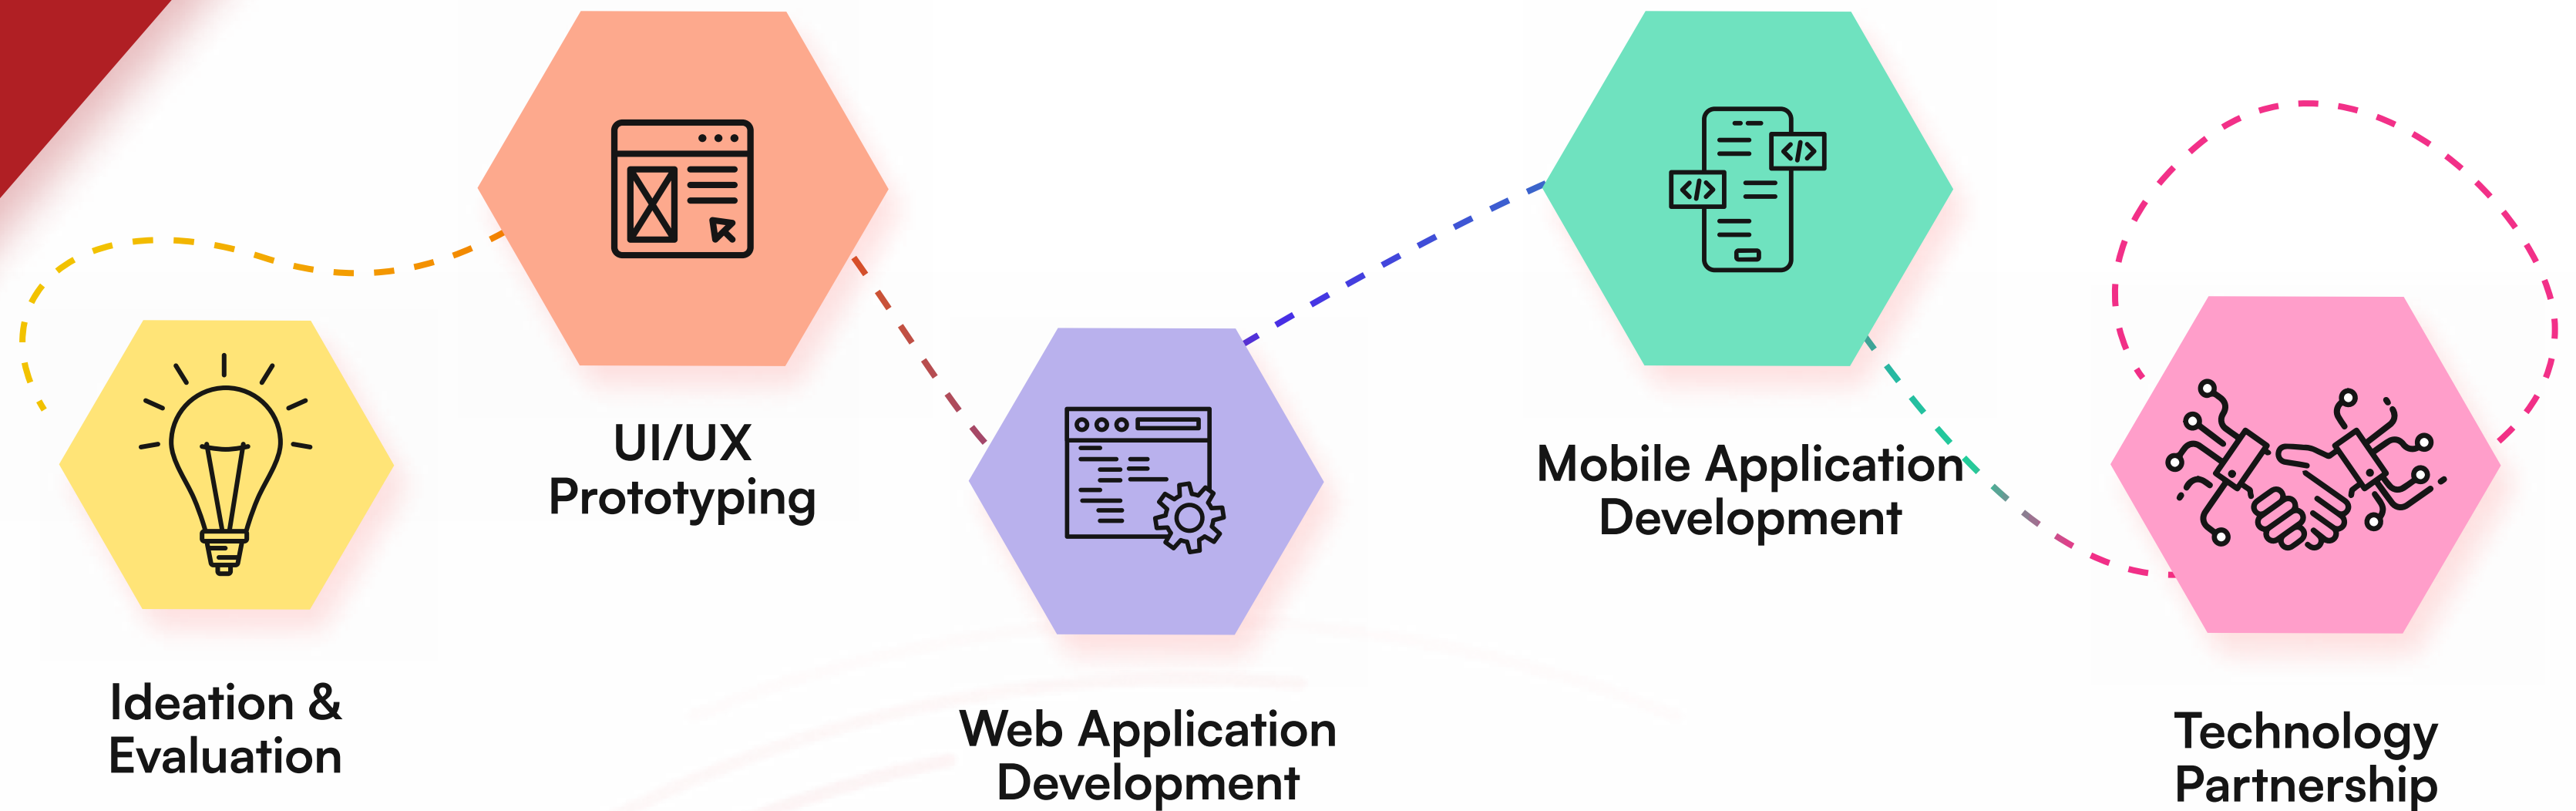 Ideation &
Evaluation
UI/UX
Prototyping
Web Application
Development
Mobile Application
Development
Technology
Partnership